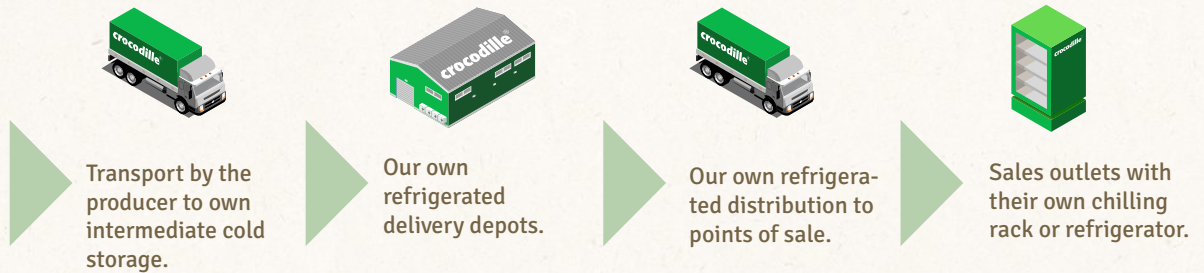 crocodille®
crocodille®
crocodille®
crocodille
Transport by the
producer to own
intermediate cold
storage.
Our own
refrigerated
delivery depots.
Our own refrigera-
ted distribution to
points of sale.
Sales outlets with
their own chilling
rack or refrigerator.